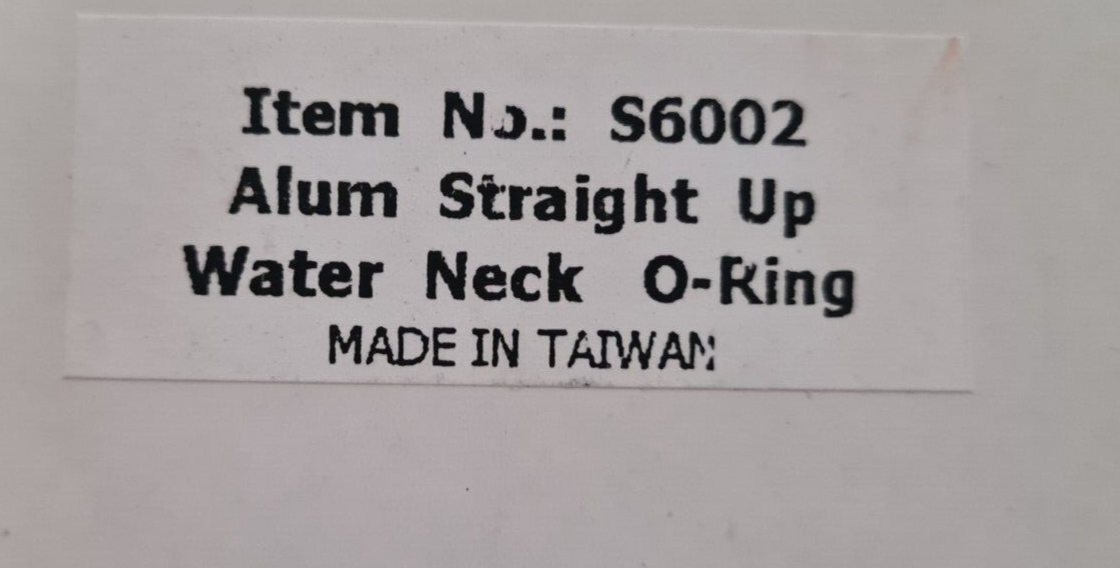 Item No.: S6002
Alum Straight Up
Water Neck O-Ring
MADE IN TAIWAN